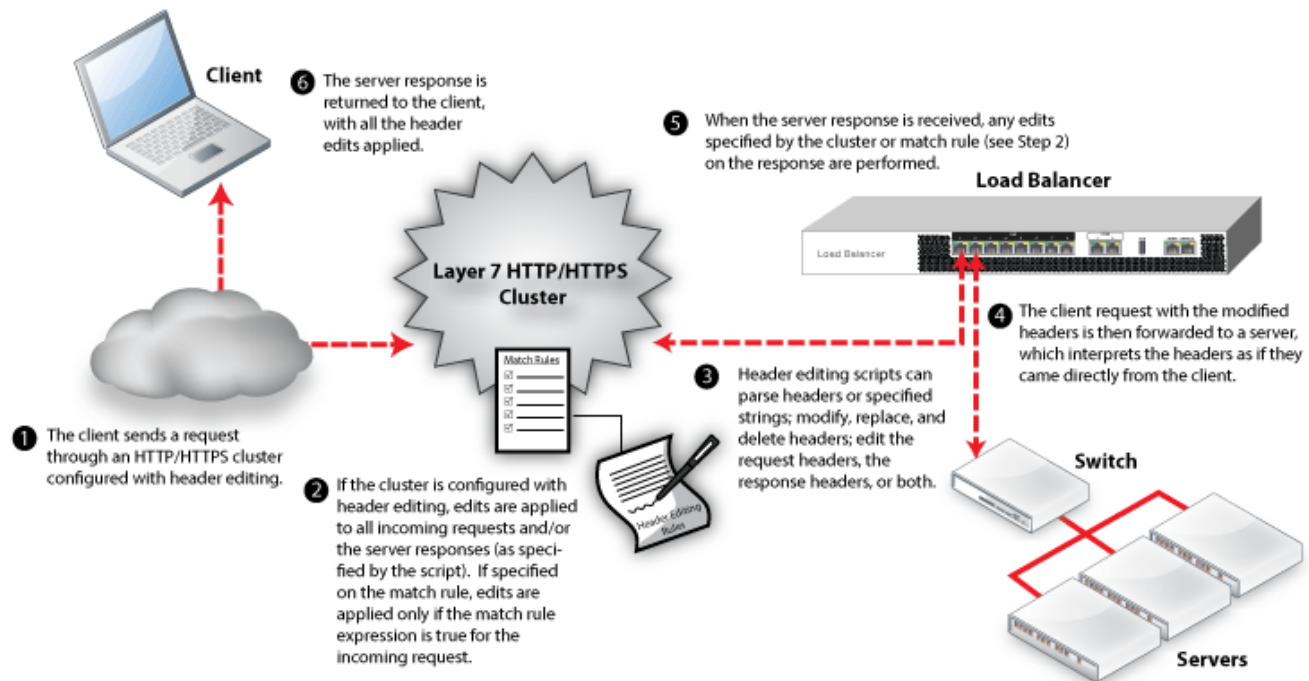 Client
6 The server response is
returned to the client,
with all the header
edits applied.
5 When the server response is received, any edits
specified by the cluster or match rule (see Step 2)
on the response are performed.
Load Balancer
Load Balancer
Layer 7 HTTP/HTTPS
Cluster
Match Rules
4 The client request with the modified
headers is then forwarded to a server,
which interprets the headers as if they
came directly from the client.
3 Header editing scripts can
parse headers or specified
strings; modify, replace, and
delete headers; edit the
request headers, the
response headers, or both.
1 The client sends a request
through an HTTP/HTTPS cluster
configured with header editing.
2 If the cluster is configured with
header editing, edits are applied
to all incoming requests and/or
the server responses (as speci-
fied by the script). If specified
on the match rule, edits are
applied only if the match rule
expression is true for the
incoming request.
Header Editing
Rules
Switch
Servers